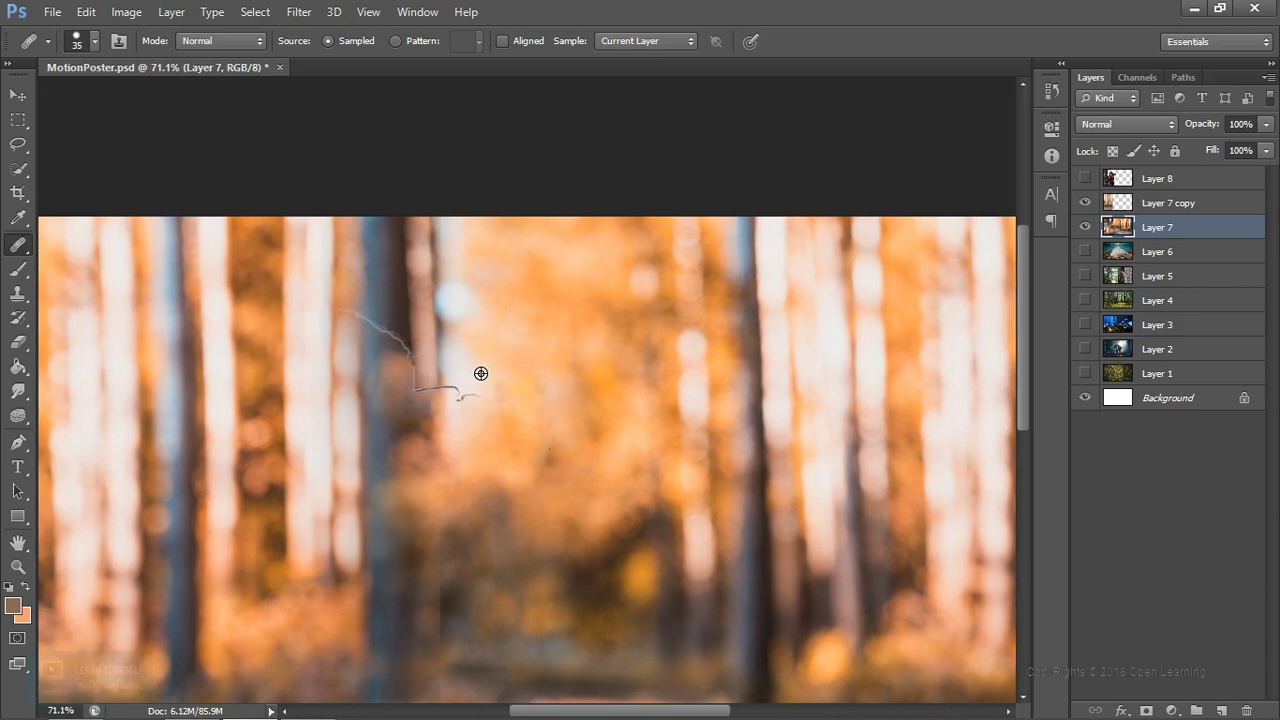 Ps File Edit Image Layer Type Select Filter 3D View Window Help
35 Mode: Normal Source: Sampled Pattern: Aligned Sample: Current Layer Essentials
MotionPoster.psd @ 71.1% (Layer 7, RGB/8) * ×
Layers Channels Paths
Kind T
Normal Opacity: 100%
Lock: Fill: 100%
Layer 8
Layer 7 copy
Layer 7
Layer 6
Layer 5
Layer 4
Layer 3
Layer 2
Layer 1
Background
LEARN YOURSELF
Copy Rights © 2018 Open Learning
71.1% Doc: 6.12M/85.9M